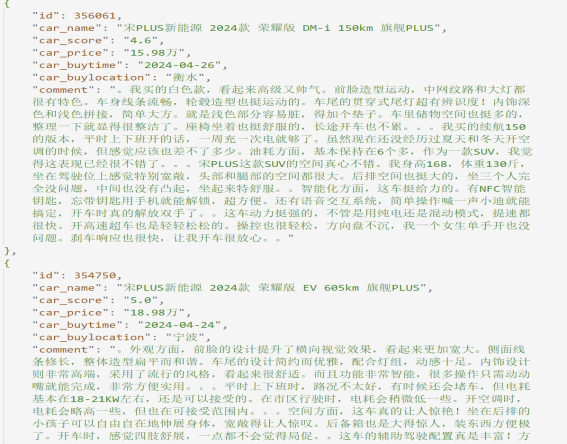 {
"id": 356061,
"car_name": "宋PLUS新能源 2024款 荣耀版 DM-i 150km 旗舰PLUS",
"car_score": "4.6",
"car_price": "15.98万",
"car_buytime": "2024-04-26",
"car_buylocation": "衡水",
"comment": "。我买的白色款，看起来高级又帅气。前脸造型运动，中网纹路和大灯都
很有特色。车身线条流畅，轮毂造型也挺运动的。车尾的贯穿式尾灯超有辨识度！内饰深
色和浅色拼接，简单大方。就是浅色部分容易脏，得加个垫子。车里储物空间也挺多的，
整理一下就显得很整洁了。座椅坐着也挺舒服的，长途开车也不累。。。我买的续航150
的版本，平时上下班开的话，一周充一次电就够了。虽然现在还没经历过夏天和冬天开空
调的时候，但感觉应该也差不了多少。油耗方面，基本保持在6个多，作为一款SUV，我觉
得这表现已经很不错了。。。宋PLUS这款SUV的空间真心不错。我身高168，体重130斤，
坐在驾驶位上感觉特别宽敞，头部和腿部的空间都很大。后排空间也挺大的，坐三个人完
全没问题，中间也没有凸起，坐起来特舒服。。智能化方面，这车挺给力的。有NFC智能
钥匙，忘带钥匙用手机就能解锁，超方便。还有语音交互系统，简单操作喊一声小迪就能
搞定，开车时真的解放双手了。。这车动力挺强的，不管是用纯电还是混动模式，提速都
很快。开高速超车也是轻轻松松的。操控也很轻松，方向盘不沉，我一个女生单手开也没
问题。刹车响应也很快，让我开车很放心。。"
},
{
"id": 354750,
"car_name": "宋PLUS新能源 2024款 荣耀版 EV 605km 旗舰PLUS",
"car_score": "5.0",
"car_price": "18.98万",
"car_buytime": "2024-04-24",
"car_buylocation": "宁波",
"comment": "。外观方面，前脸的设计提升了横向视觉效果，看起来更加宽大。侧面线
条修长，整体造型扁平而和谐。车尾的设计简约而优雅，配合灯组，动感十足。内饰设计
则非常高端，采用了流行的风格，看起来很舒适。而且功能非常智能，很多操作只需动动
嘴就能完成，非常方便实用。。。平时上下班时，路况不太好，有时候还会堵车，但电耗
基本在18-21KW左右，还是可以接受的。在市区行驶时，电耗会稍微低一些。开空调时，
电耗会略高一些，但也在可接受范围内。。。空间方面，这车真的让人惊艳！坐在后排的
小孩子可以自由自在地伸展身体，宽敞得让人惊叹。后备箱也是大得惊人，装东西方便极
了。开车时，感觉四肢舒展，一点都不会觉得局促。。这车的辅助驾驶配置真是丰富！方